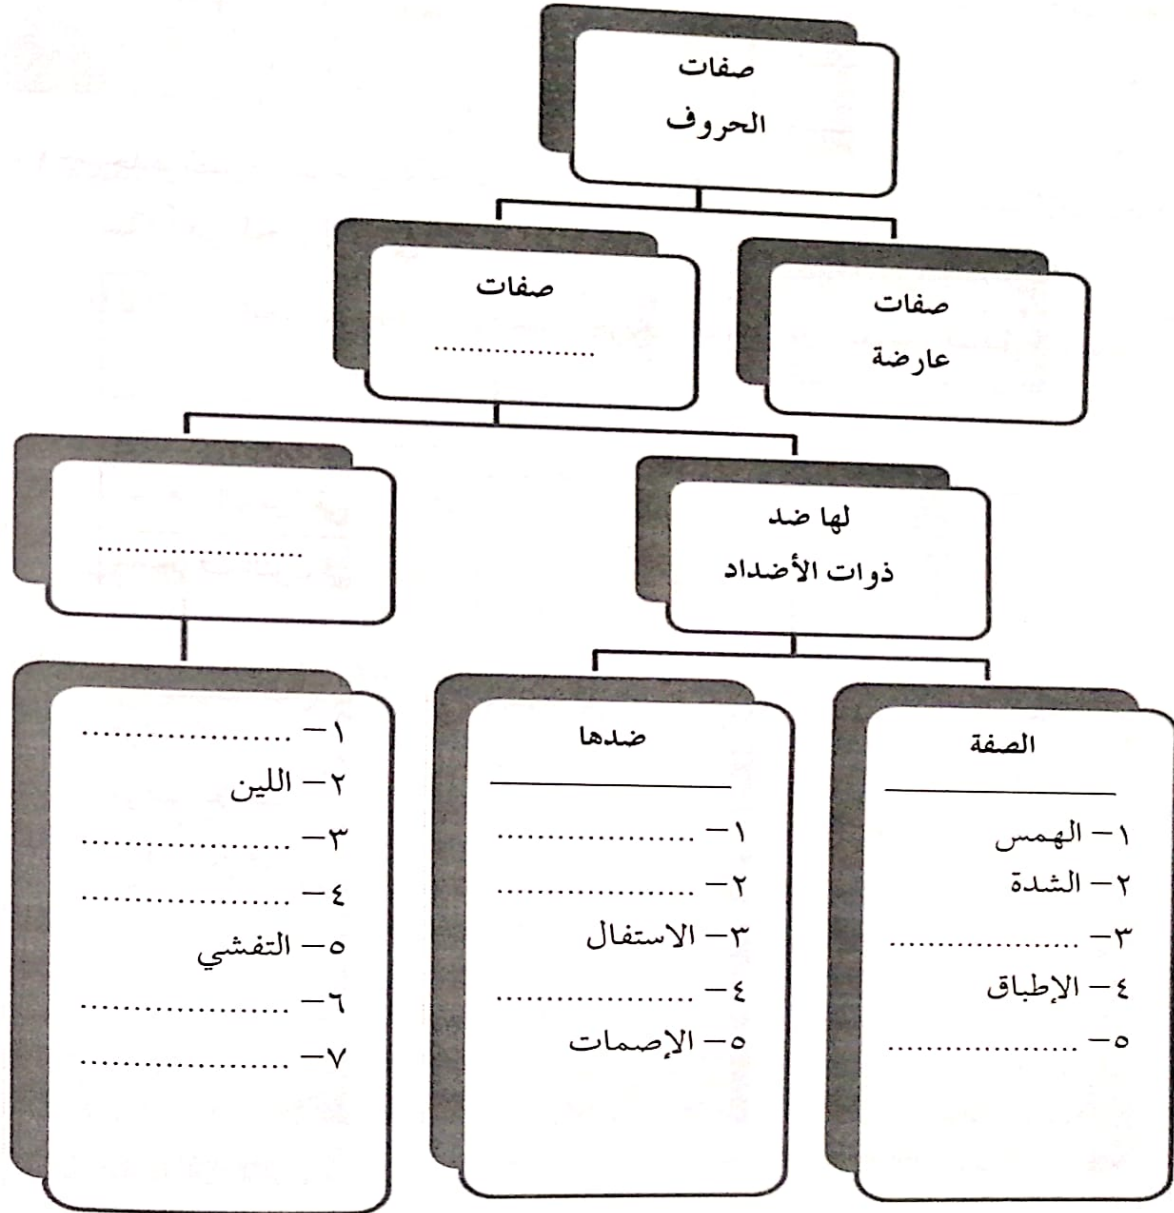 صفات
الحروف
صفات
عارضة
صفات
..................
لها ضد
ذوات الأضداد
.......................
الصفة
١– الهمس
٢– الشدة
٣– .....................
٤– الإطباق
٥– .....................
ضدها
١– ......................
٢– ......................
٣– الاستفال
٤– ......................
٥– الإصمات
١– .......................
٢– اللين
٣– .......................
٤– .......................
٥– التفشي
٦– .......................
٧– .......................